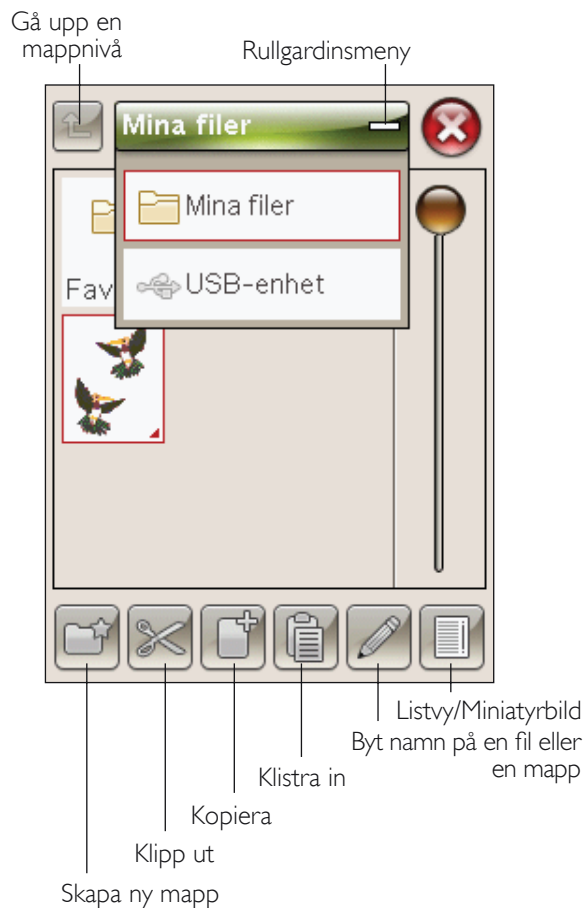 Gå upp en
mappnivå
Rullgardinsmeny
Mina filer
Mina filer
USB-enhet
Fav
Listvy/Miniatyrbild
Byt namn på en fil eller
en mapp
Klistra in
Kopiera
Klipp ut
Skapa ny mapp